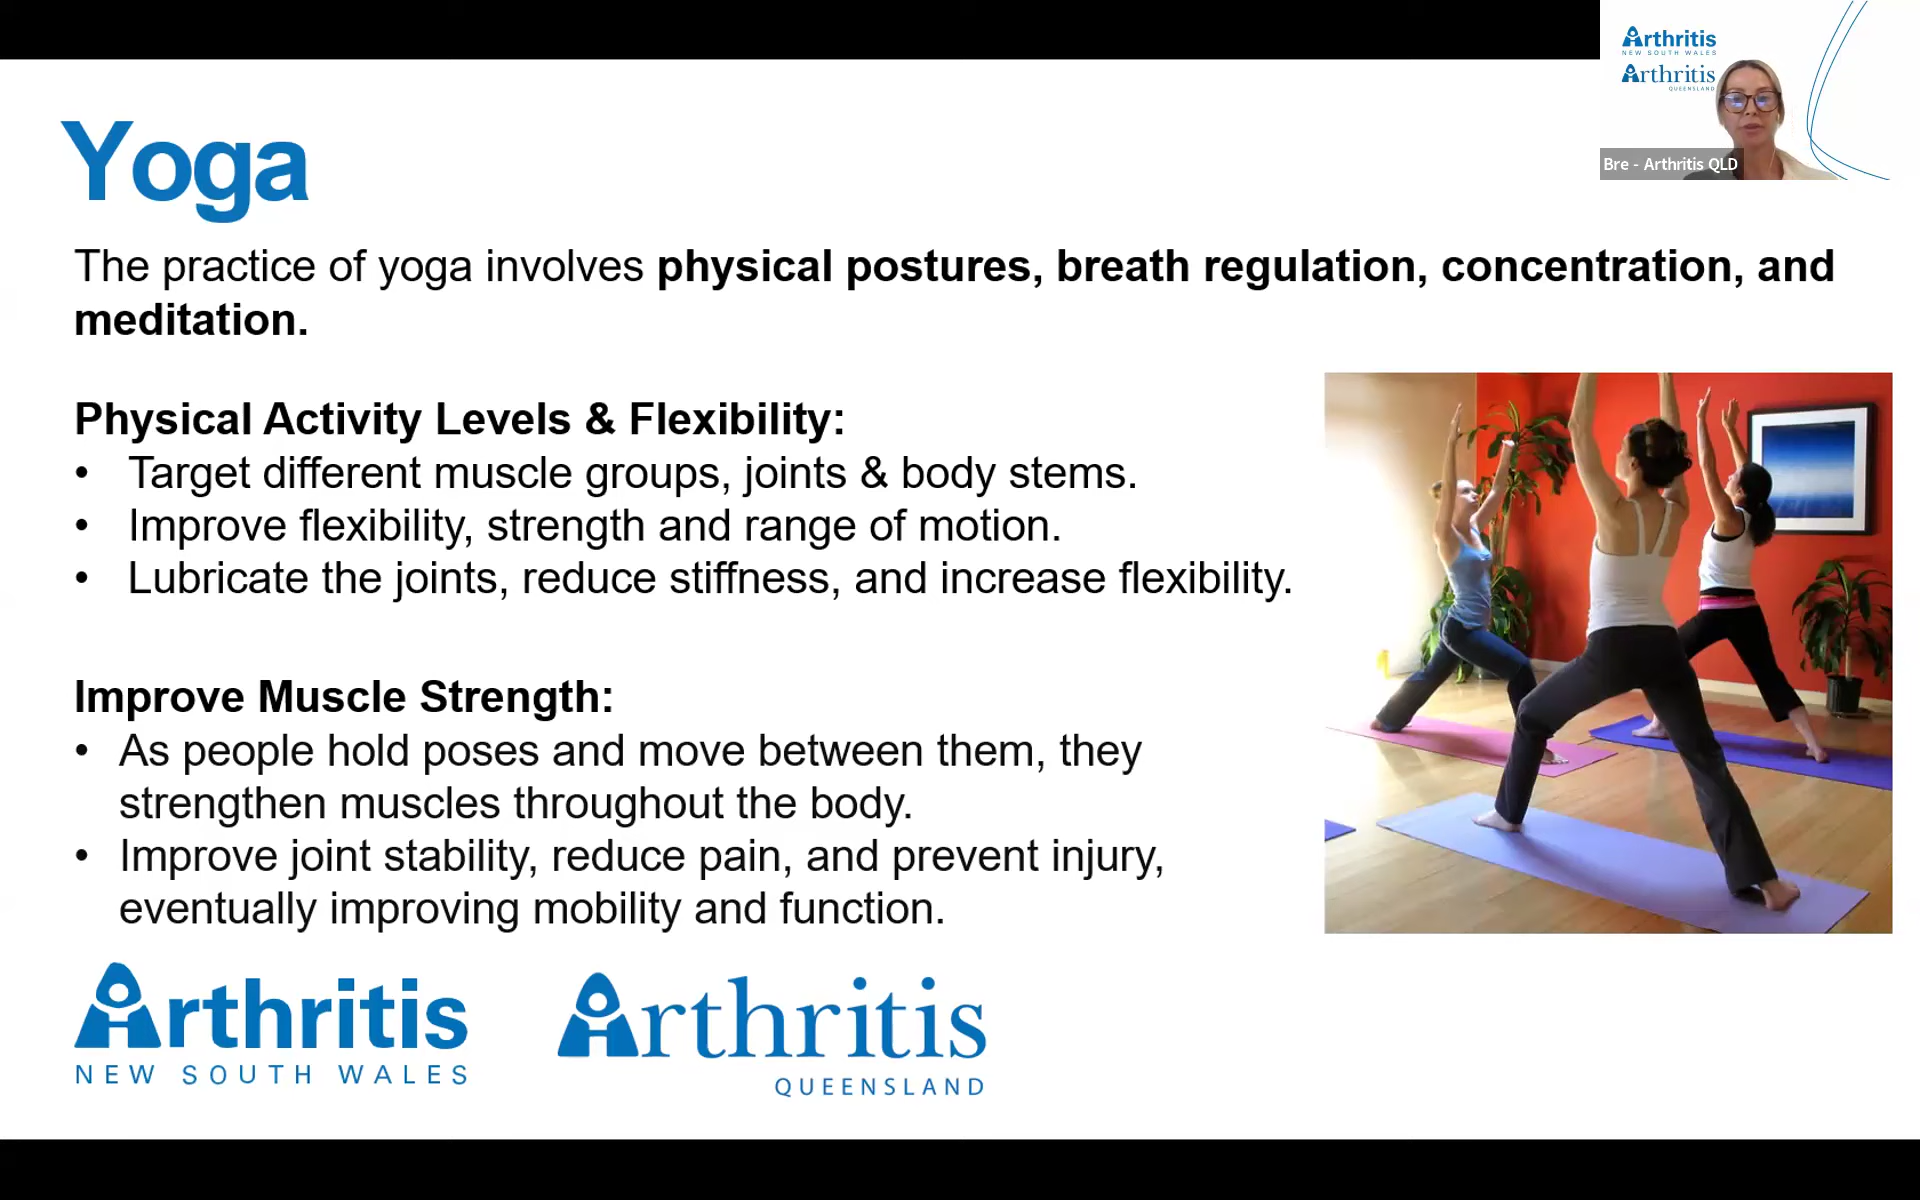 Arthritis
NEW SOUTH WALES
Arthritis
QUEENSLAND
Bre - Arthritis QLD
Yoga
The practice of yoga involves physical postures, breath regulation, concentration, and
meditation.
Physical Activity Levels & Flexibility:
• Target different muscle groups, joints & body stems.
• Improve flexibility, strength and range of motion.
• Lubricate the joints, reduce stiffness, and increase flexibility.
Improve Muscle Strength:
• As people hold poses and move between them, they
strengthen muscles throughout the body.
• Improve joint stability, reduce pain, and prevent injury,
eventually improving mobility and function.
Arthritis
NEW SOUTH WALES
Arthritis
QUEENSLAND